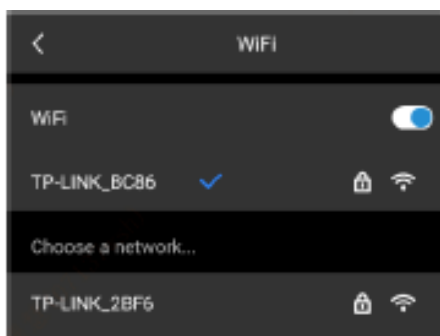 WiFi
WiFi
TP-LINK_BC86
Choose a network...
TP-LINK_2BF6